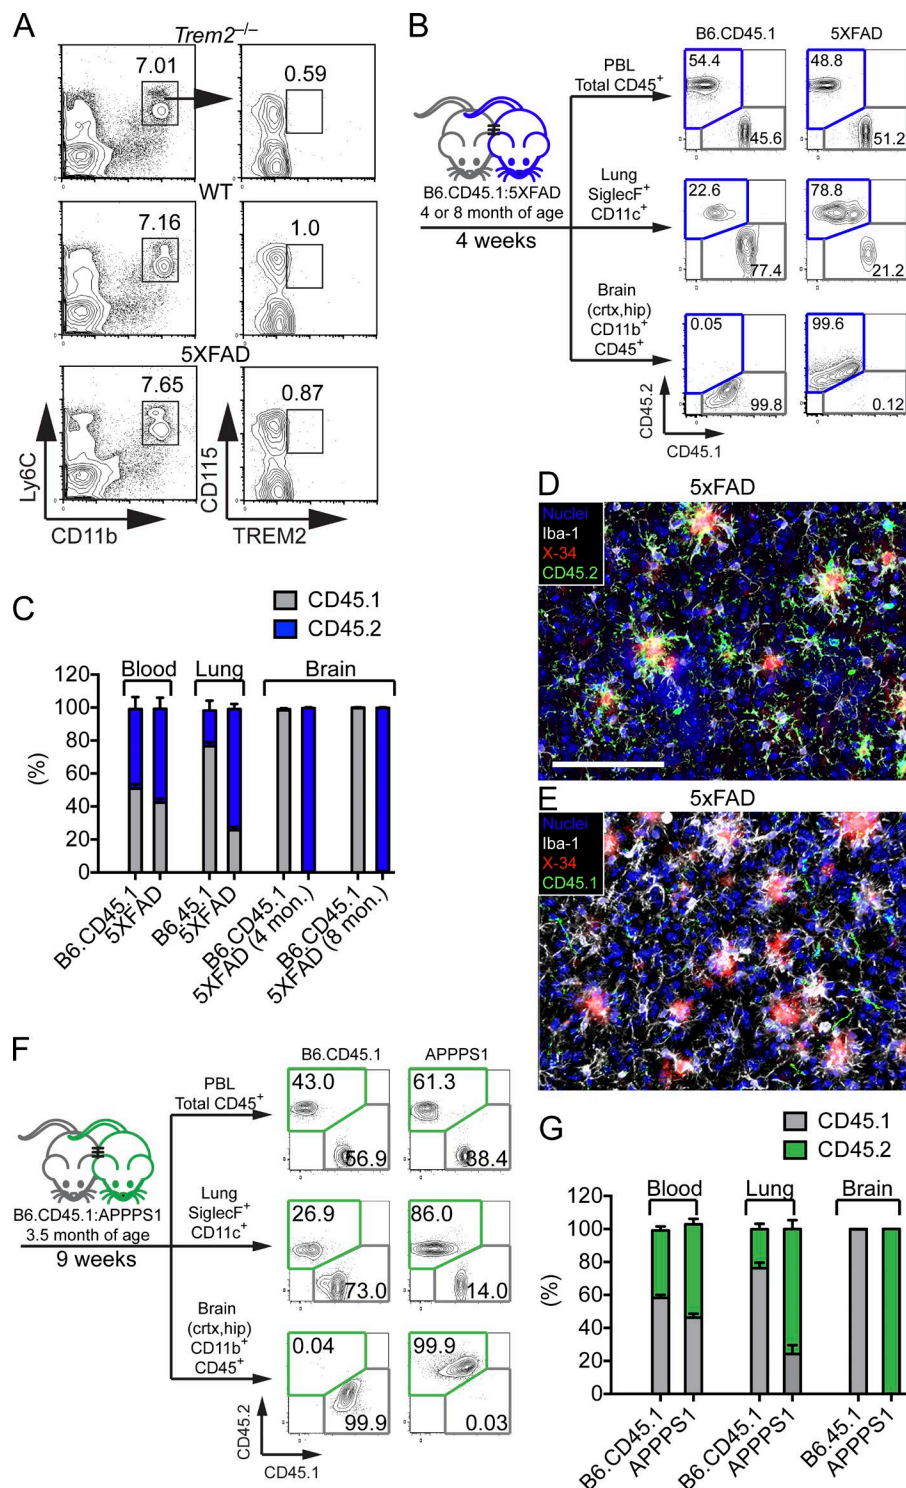 A
Trem2–/–
7.01
0.59
WT
7.16
1.0
5XFAD
7.65
0.87
Ly6C
CD115
CD11b
TREM2
B
B6.CD45.1
5XFAD
PBL
Total CD45+
54.4
45.6
48.8
51.2
B6.CD45.1:5XFAD
4 or 8 month of age
4 weeks
Lung
SiglecF+
CD11c+
22.6
77.4
78.8
21.2
Brain
(crtx,hip)
CD11b+
CD45+
0.05
99.8
99.6
0.12
CD45.2
CD45.1
C
CD45.1
CD45.2
Blood
Lung
Brain
120
100
80
60
40
20
0
(%)
B6.CD45.1
5XFAD
B6.45.1
5XFAD
B6.CD45.1
5XFAD (4 mon.)
B6.CD45.1
5XFAD (8 mon.)
D
5xFAD
Nuclei
Iba-1
X-34
CD45.2
E
5xFAD
Nuclei
Iba-1
X-34
CD45.1
F
B6.CD45.1
APPPS1
PBL
Total CD45+
43.0
56.9
61.3
38.4
B6.CD45.1:APPPS1
3.5 month of age
9 weeks
Lung
SiglecF+
CD11c+
26.9
73.0
86.0
14.0
Brain
(crtx,hip)
CD11b+
CD45+
0.04
99.9
99.9
0.03
CD45.2
CD45.1
G
CD45.1
CD45.2
Blood
Lung
Brain
120
100
80
60
40
20
0
(%)
B6.CD45.1
APPPS1
B6.CD45.1
APPPS1
B6.45.1
APPPS1